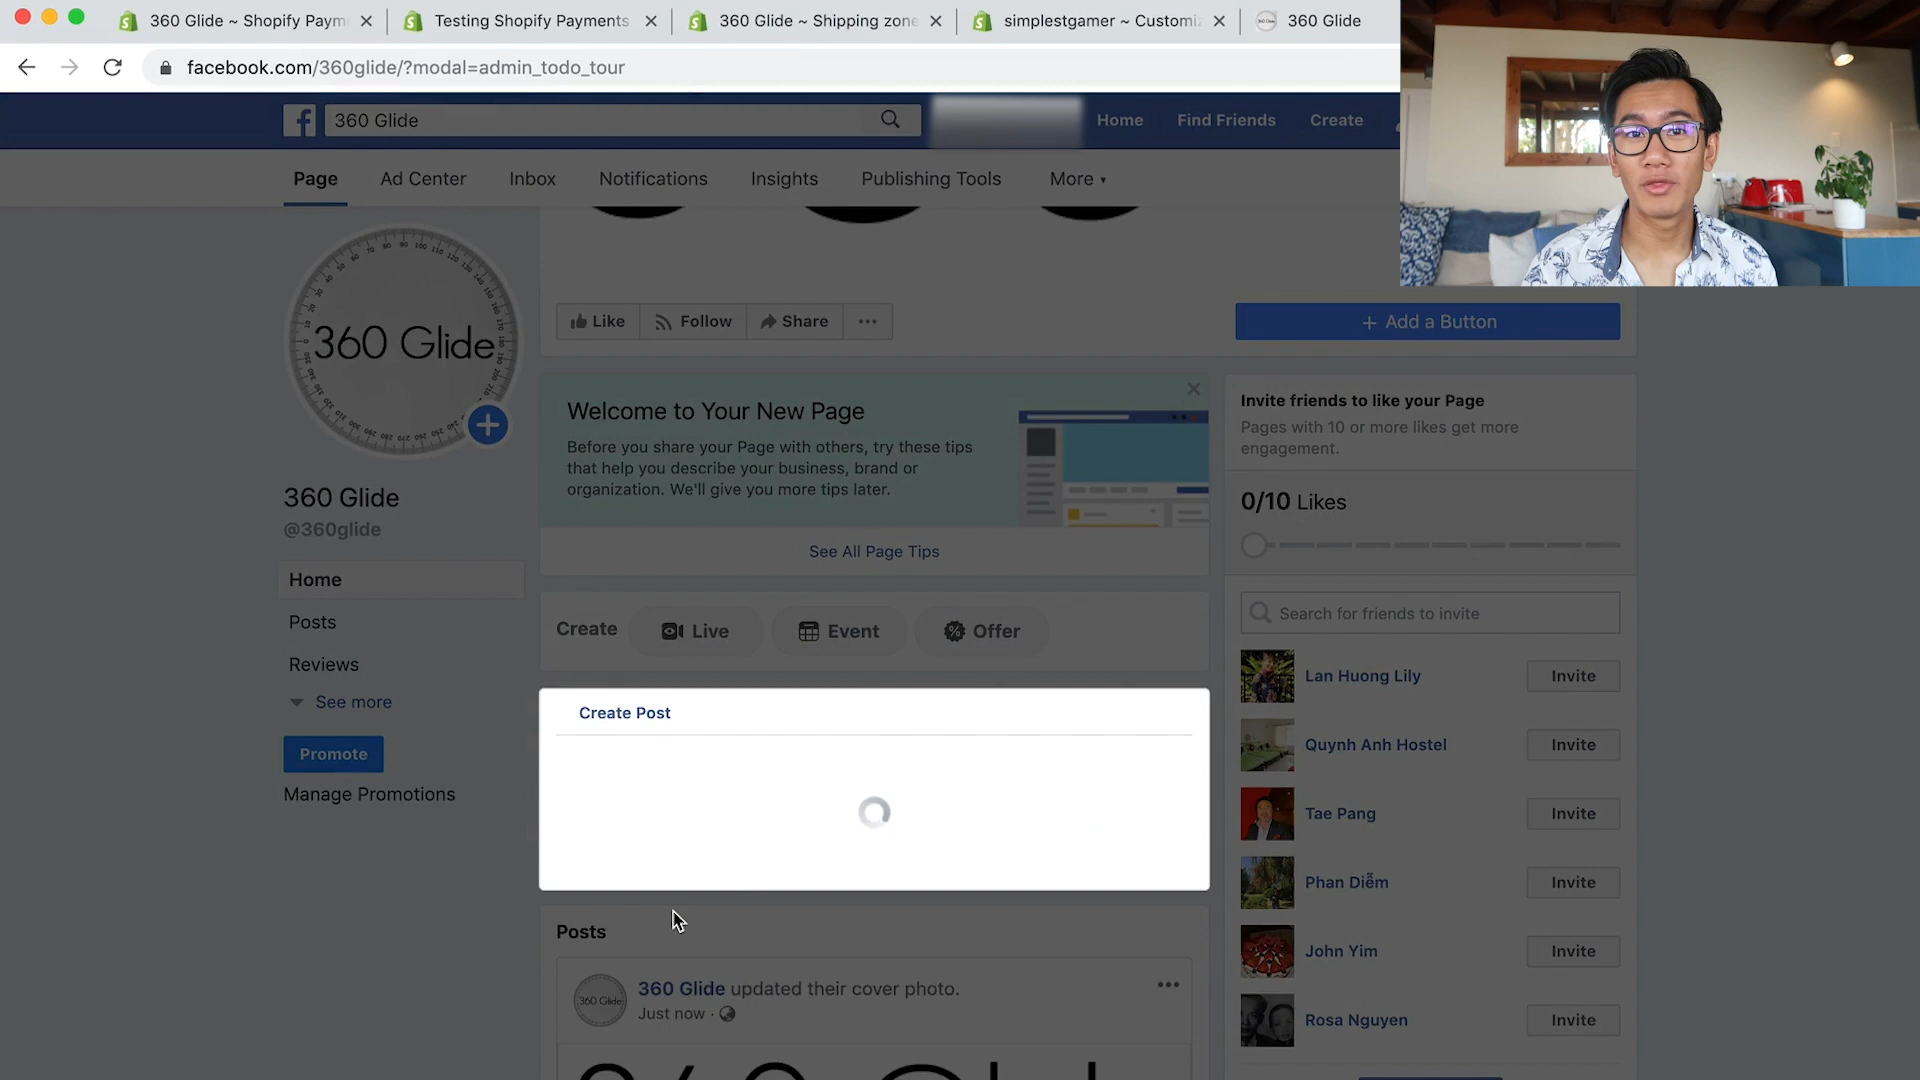 360 Glide ~ Shopify Paym
Testing Shopify Payments
360 Glide ~ Shipping zone
simplestgamer ~ Customiz
360 Glide
facebook.com/360glide/?modal=admin_todo_tour
360 Glide
Home
Find Friends
Create
Page
Ad Center
Inbox
Notifications
Insights
Publishing Tools
More
360 Glide
Like
Follow
Share
+ Add a Button
Welcome to Your New Page
Before you share your Page with others, try these tips
that help you describe your business, brand or
organization. We'll give you more tips later.
See All Page Tips
Invite friends to like your Page
Pages with 10 or more likes get more
engagement.
0/10 Likes
Search for friends to invite
Lan Huong Lily
Invite
Quynh Anh Hostel
Invite
Tae Pang
Invite
Phan Diễm
Invite
John Yim
Invite
Rosa Nguyen
Invite
360 Glide
@360glide
Home
Posts
Reviews
See more
Promote
Manage Promotions
Create
Live
Event
Offer
Create Post
Posts
360 Glide
360 Glide updated their cover photo.
Just now ·